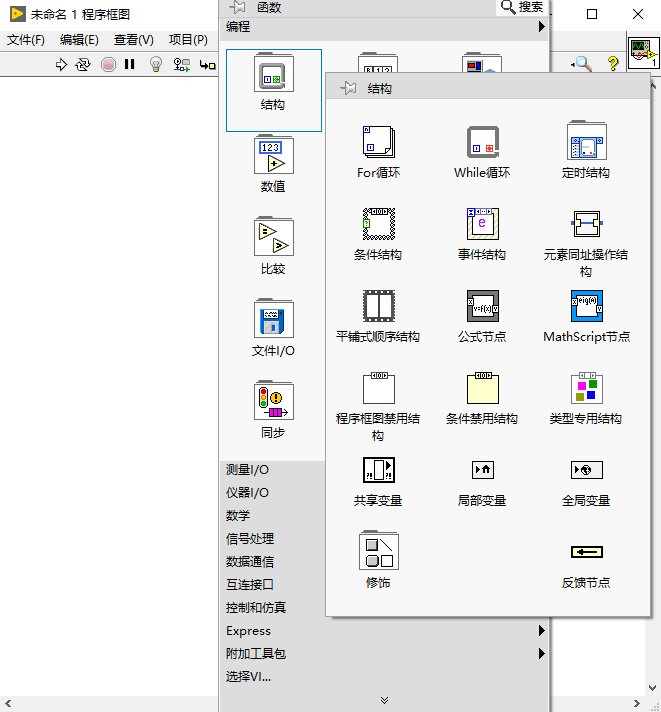 未命名 1 程序框图
函数
搜索
文件(F) 编辑(E) 查看(V) 项目(P)
编程
结构
数值
比较
文件I/O
同步
测量I/O
仪器I/O
数学
信号处理
数据通信
互连接口
控制和仿真
Express
附加工具包
选择VI...
结构
For循环
While循环
定时结构
条件结构
事件结构
元素同址操作结
构
平铺式顺序结构
公式节点
MathScript节点
程序框图禁用结
构
条件禁用结构
类型专用结构
共享变量
局部变量
全局变量
修饰
反馈节点